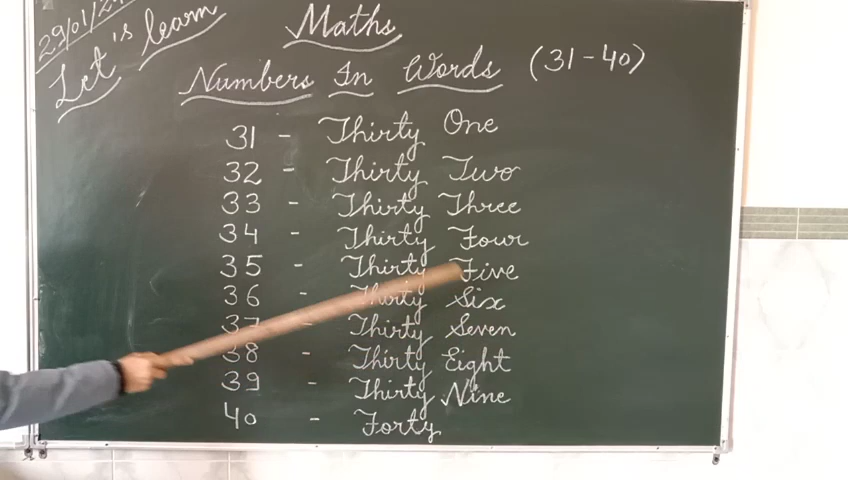 29/01/2
Let's learn
Maths
Numbers In Words (31-40)
31 - Thirty One
32 - Thirty Two
33 - Thirty Three
34 - Thirty Four
35 - Thirty Five
36 - Thirty Six
37 - Thirty Seven
38 - Thirty Eight
39 - Thirty Nine
40 - Forty